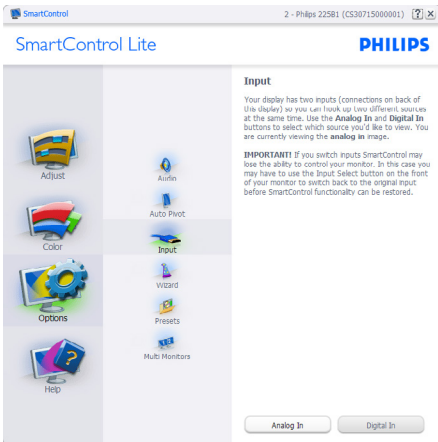 SmartControl
2 - Philips 225B1 (CS30715000001)
? ×
SmartControl Lite
PHILIPS
Adjust
Color
Options
Help
Audio
Auto Pivot
Input
Wizard
Presets
Multi Monitors
Input
Your display has two inputs (connections on back of
this display) so you can hook up two different sources
at the same time. Use the Analog In and Digital In
buttons to select which source you'd like to view. You
are currently viewing the analog in image.
IMPORTANT! If you switch inputs SmartControl may
lose the ability to control your monitor. In this case you
may have to use the Input Select button on the front
of your monitor to switch back to the original input
before SmartControl functionality can be restored.
Analog In
Digital In